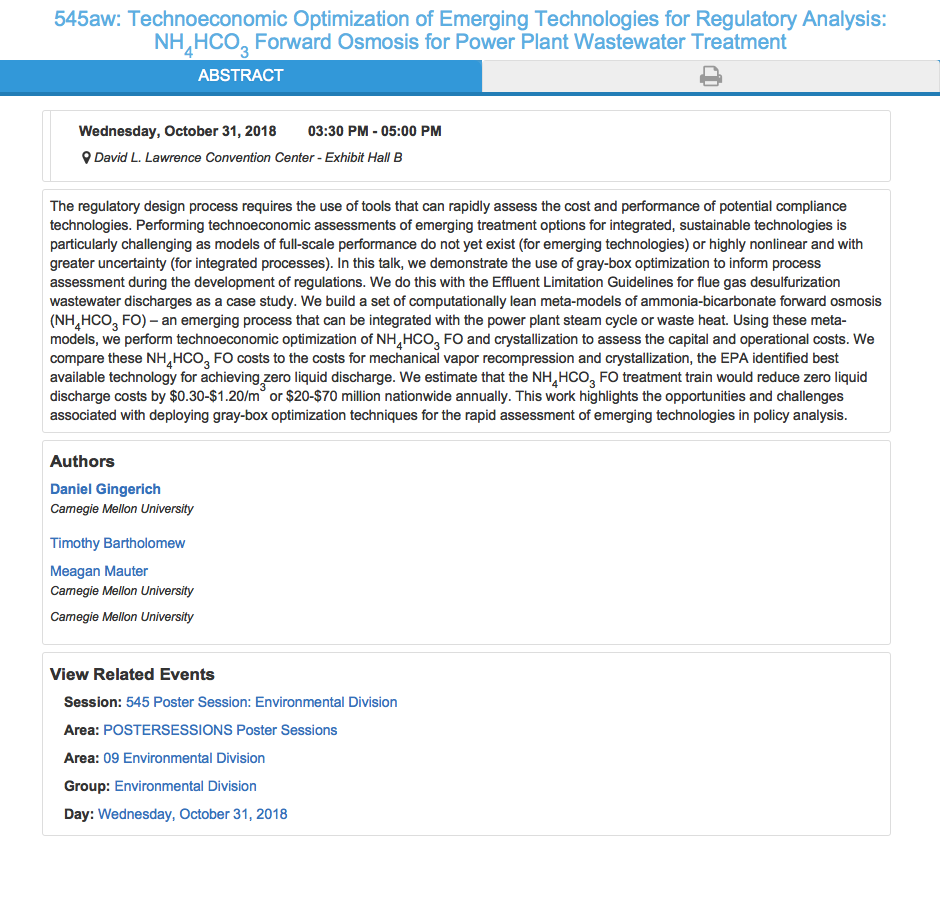 545aw: Technoeconomic Optimization of Emerging Technologies for Regulatory Analysis:
NH4HCO3 Forward Osmosis for Power Plant Wastewater Treatment
ABSTRACT
Wednesday, October 31, 2018 03:30 PM - 05:00 PM
David L. Lawrence Convention Center - Exhibit Hall B
The regulatory design process requires the use of tools that can rapidly assess the cost and performance of potential compliance
technologies. Performing technoeconomic assessments of emerging treatment options for integrated, sustainable technologies is
particularly challenging as models of full-scale performance do not yet exist (for emerging technologies) or highly nonlinear and with
greater uncertainty (for integrated processes). In this talk, we demonstrate the use of gray-box optimization to inform process
assessment during the development of regulations. We do this with the Effluent Limitation Guidelines for flue gas desulfurization
wastewater discharges as a case study. We build a set of computationally lean meta-models of ammonia-bicarbonate forward osmosis
(NH4HCO3 FO) – an emerging process that can be integrated with the power plant steam cycle or waste heat. Using these meta-
models, we perform technoeconomic optimization of NH4HCO3 FO and crystallization to assess the capital and operational costs. We
compare these NH4HCO3 FO costs to the costs for mechanical vapor recompression and crystallization, the EPA identified best
available technology for achieving zero liquid discharge. We estimate that the NH4HCO3 FO treatment train would reduce zero liquid
discharge costs by $0.30-$1.20/m3 or $20-$70 million nationwide annually. This work highlights the opportunities and challenges
associated with deploying gray-box optimization techniques for the rapid assessment of emerging technologies in policy analysis.
Authors
Daniel Gingerich
Carnegie Mellon University
Timothy Bartholomew
Meagan Mauter
Carnegie Mellon University
Carnegie Mellon University
View Related Events
Session: 545 Poster Session: Environmental Division
Area: POSTERSESSIONS Poster Sessions
Area: 09 Environmental Division
Group: Environmental Division
Day: Wednesday, October 31, 2018